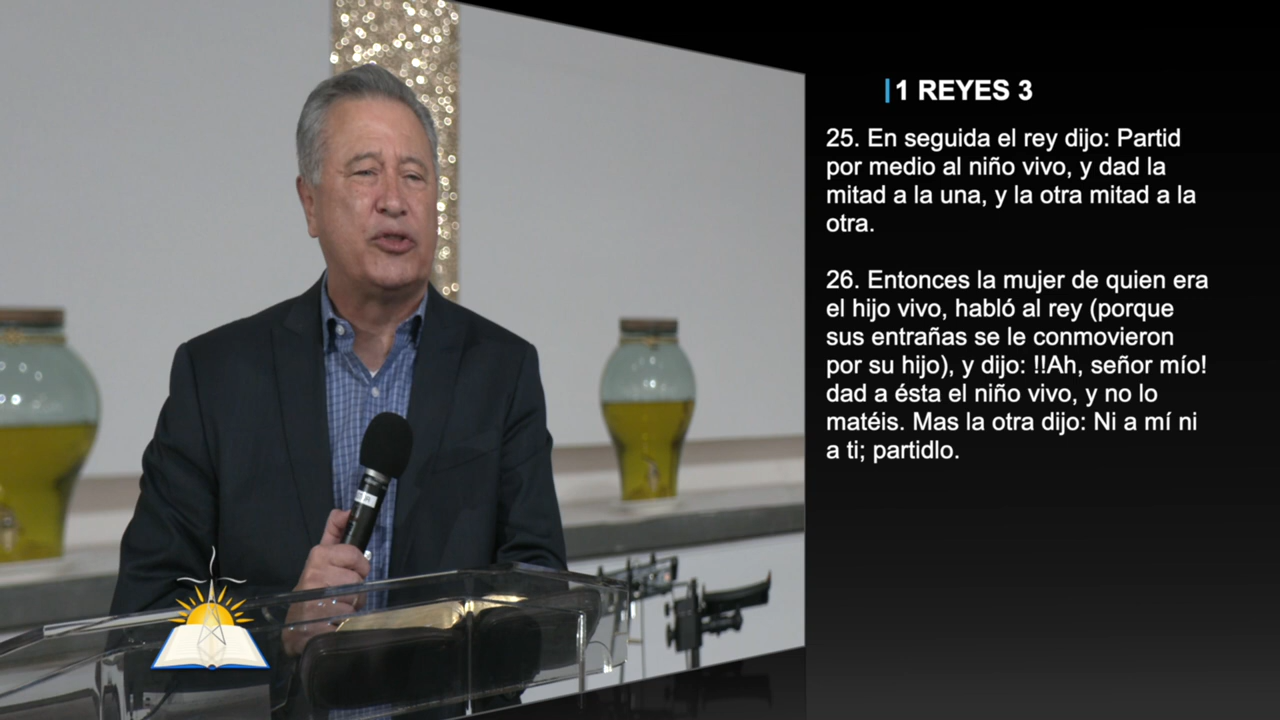 1 REYES 3
25. En seguida el rey dijo: Partid
por medio al niño vivo, y dad la
mitad a la una, y la otra mitad a la
otra.
26. Entonces la mujer de quien era
el hijo vivo, habló al rey (porque
sus entrañas se le conmovieron
por su hijo), y dijo: !!Ah, señor mío!
dad a ésta el niño vivo, y no lo
matéis. Mas la otra dijo: Ni a mí ni
a ti; partidlo.